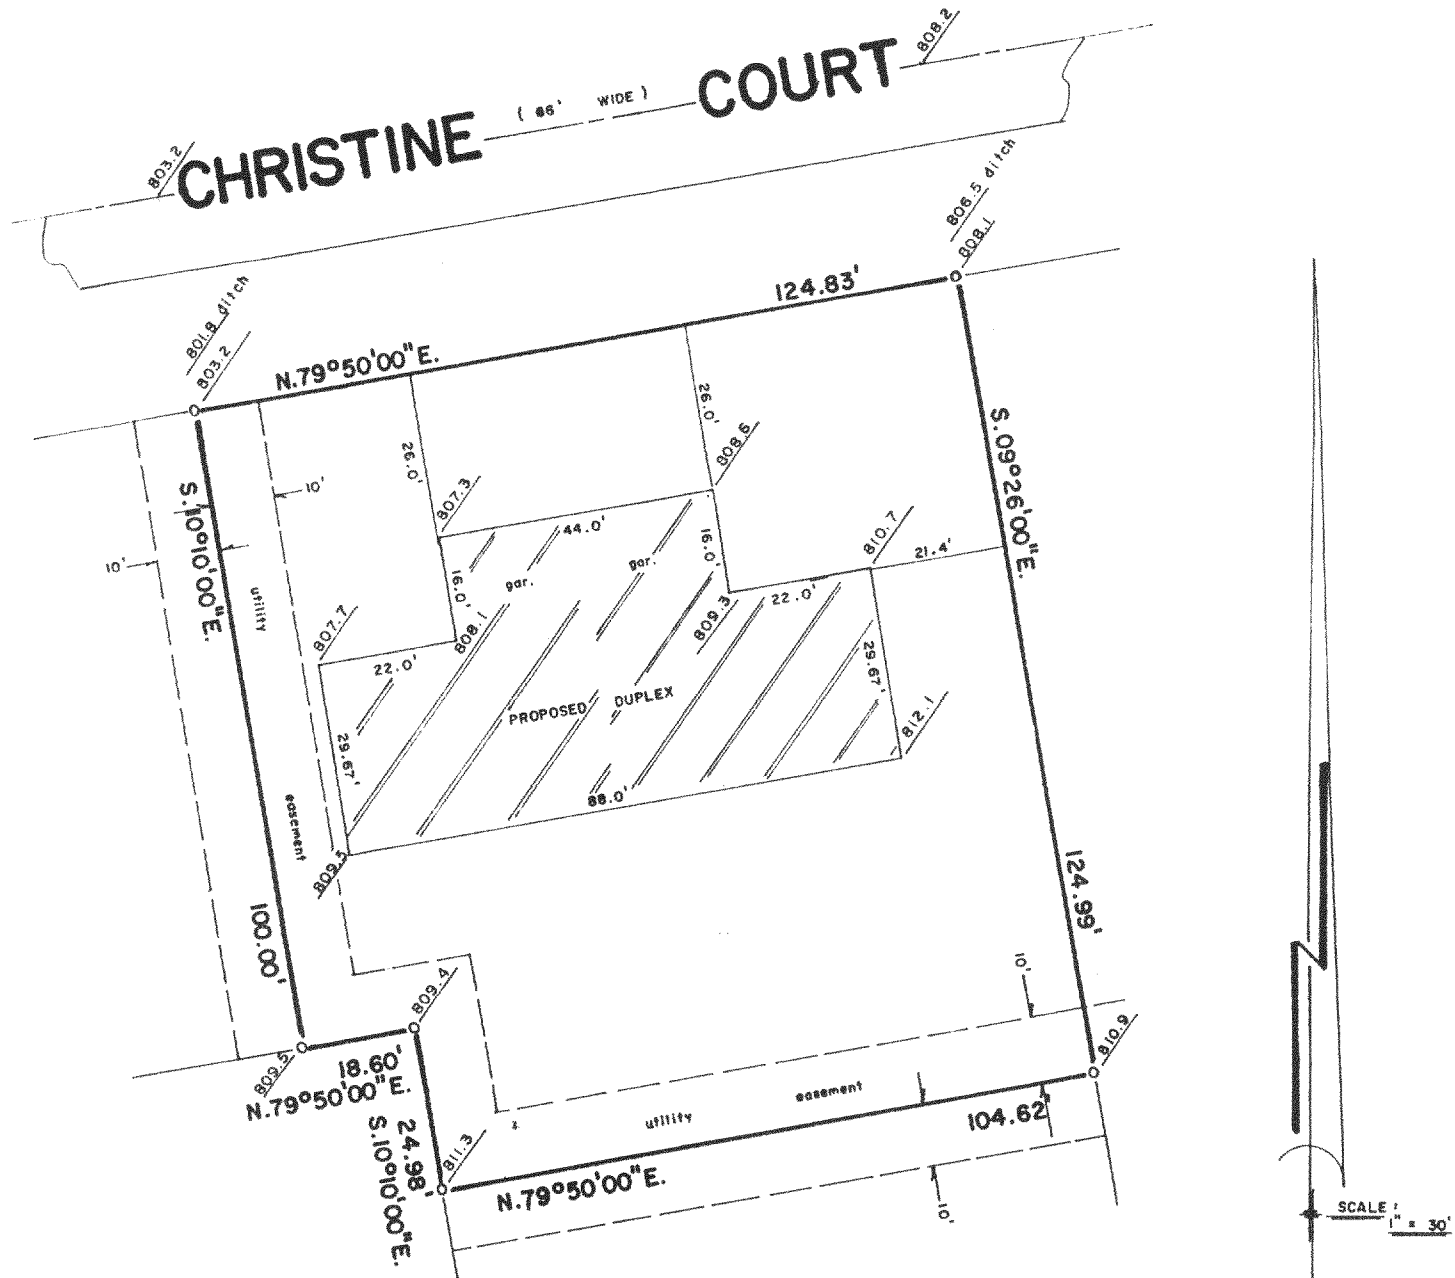 808.2
CHRISTINE ( 66' WIDE ) COURT
803.2
806.5 ditch
808.1
801.9 ditch
803.2
N.79°50'00"E.
124.83'
26.0'
26.0'
S.10°10'00"E.
S.09°26'00"E.
10'
10'
807.3
808.6
44.0'
gar.
gar.
16.0'
16.0'
810.7
21.4'
22.0'
809.3
utility
807.7
808.1
22.0'
29.67'
29.67'
PROPOSED DUPLEX
812.1
88.0'
easement
809.5
100.00'
124.99'
10'
809.4
810.9
809.5
18.60'
N.79°50'00"E.
24.98'
S.10°10'00"E.
811.3
utility easement
104.62'
N.79°50'00"E.
10'
SCALE:
1" = 30'